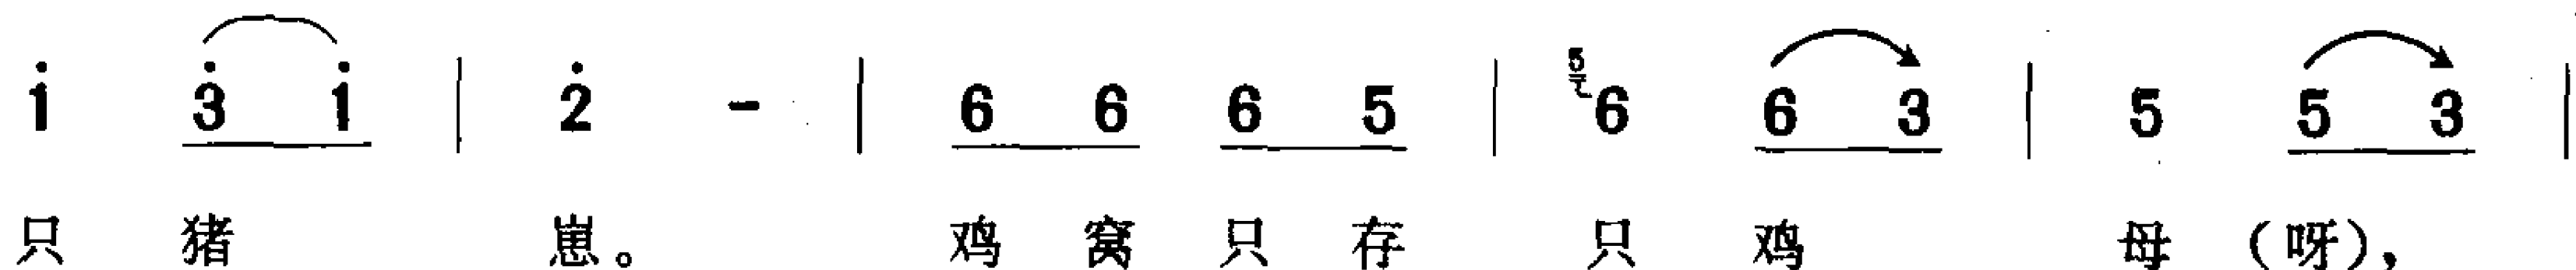 i 3 i | 2 - | 6 6 6 5 | 5 6 6 3 | 5 5 3 |
只 猪 崽。 鸡 窝 只 存 只 鸡 母 (呀),